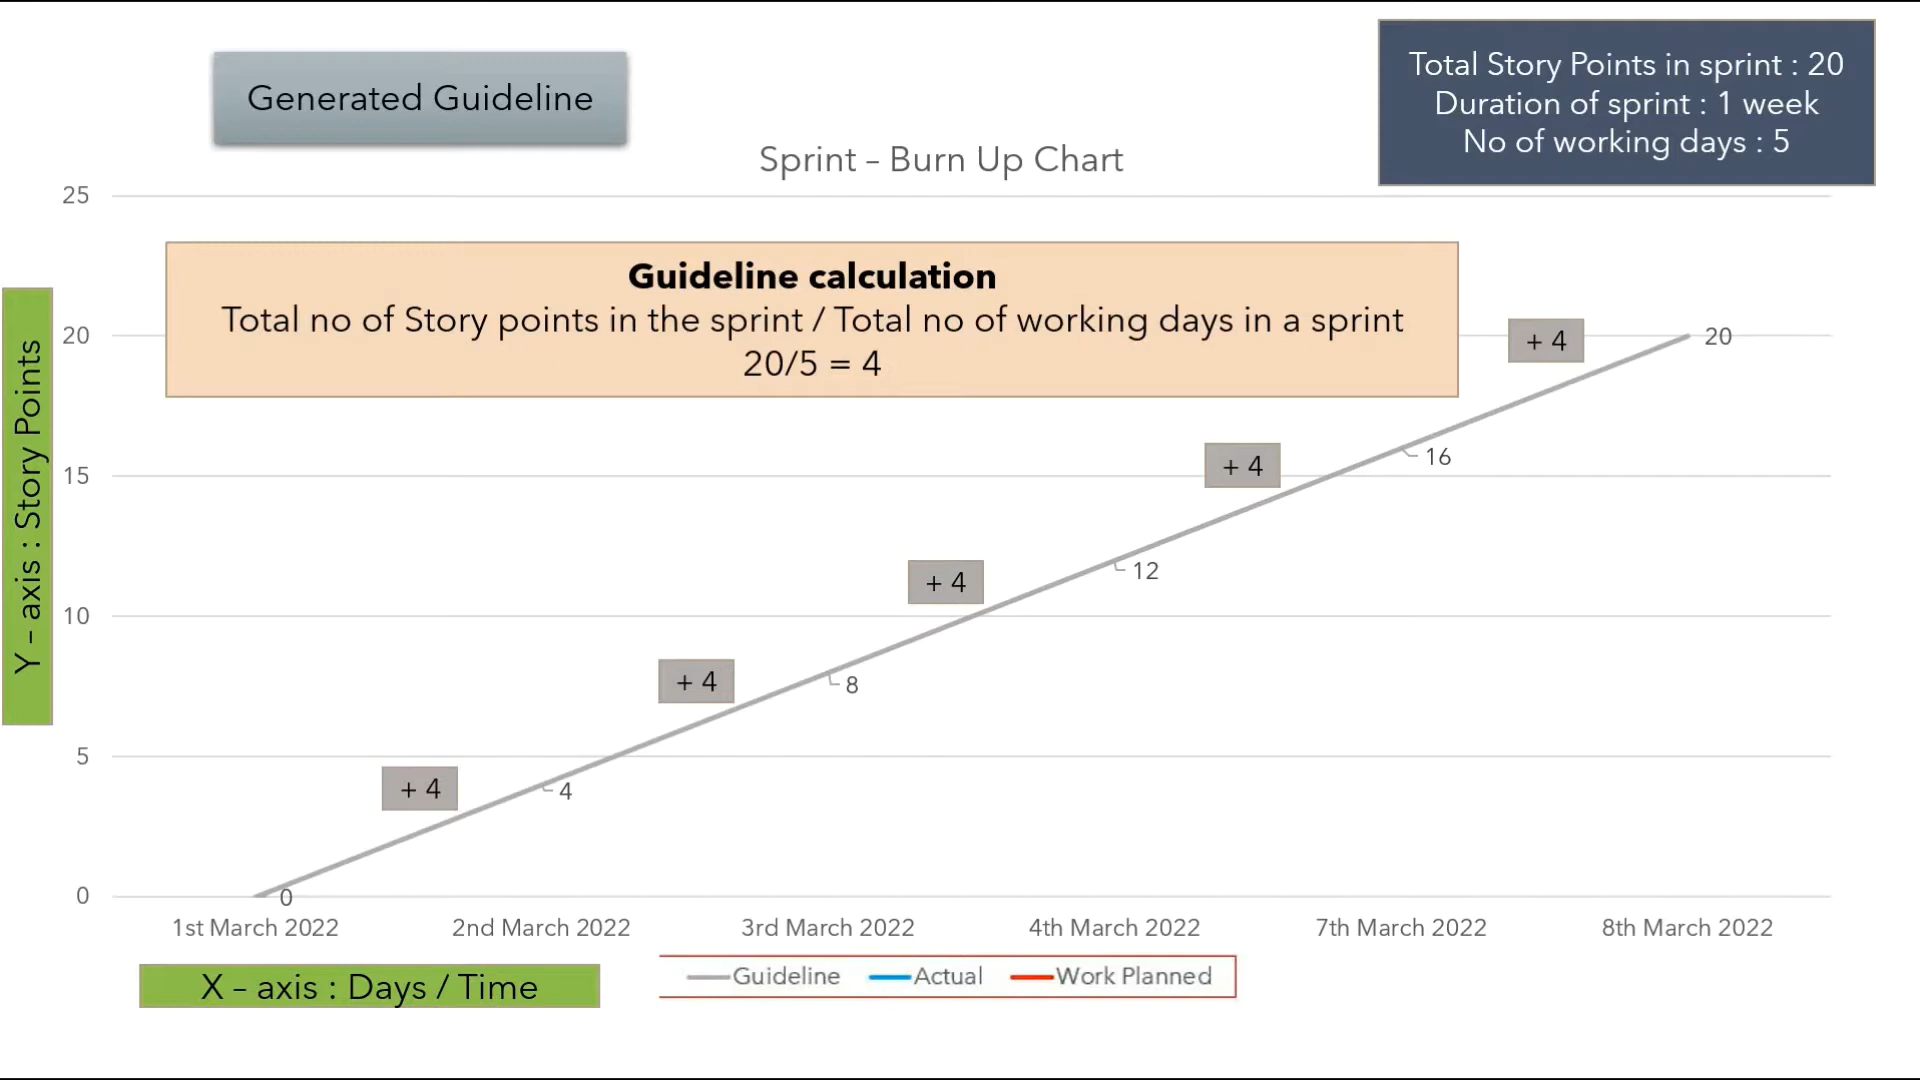 Generated Guideline
Total Story Points in sprint : 20
Duration of sprint : 1 week
No of working days : 5
Sprint – Burn Up Chart
25
Guideline calculation
Total no of Story points in the sprint / Total no of working days in a sprint
20/5 = 4
Y – axis : Story Points
20
+ 4
20
15
+ 4
16
10
+ 4
12
+ 4
8
5
+ 4
4
0
0
1st March 2022
2nd March 2022
3rd March 2022
4th March 2022
7th March 2022
8th March 2022
Guideline
Actual
Work Planned
X – axis : Days / Time